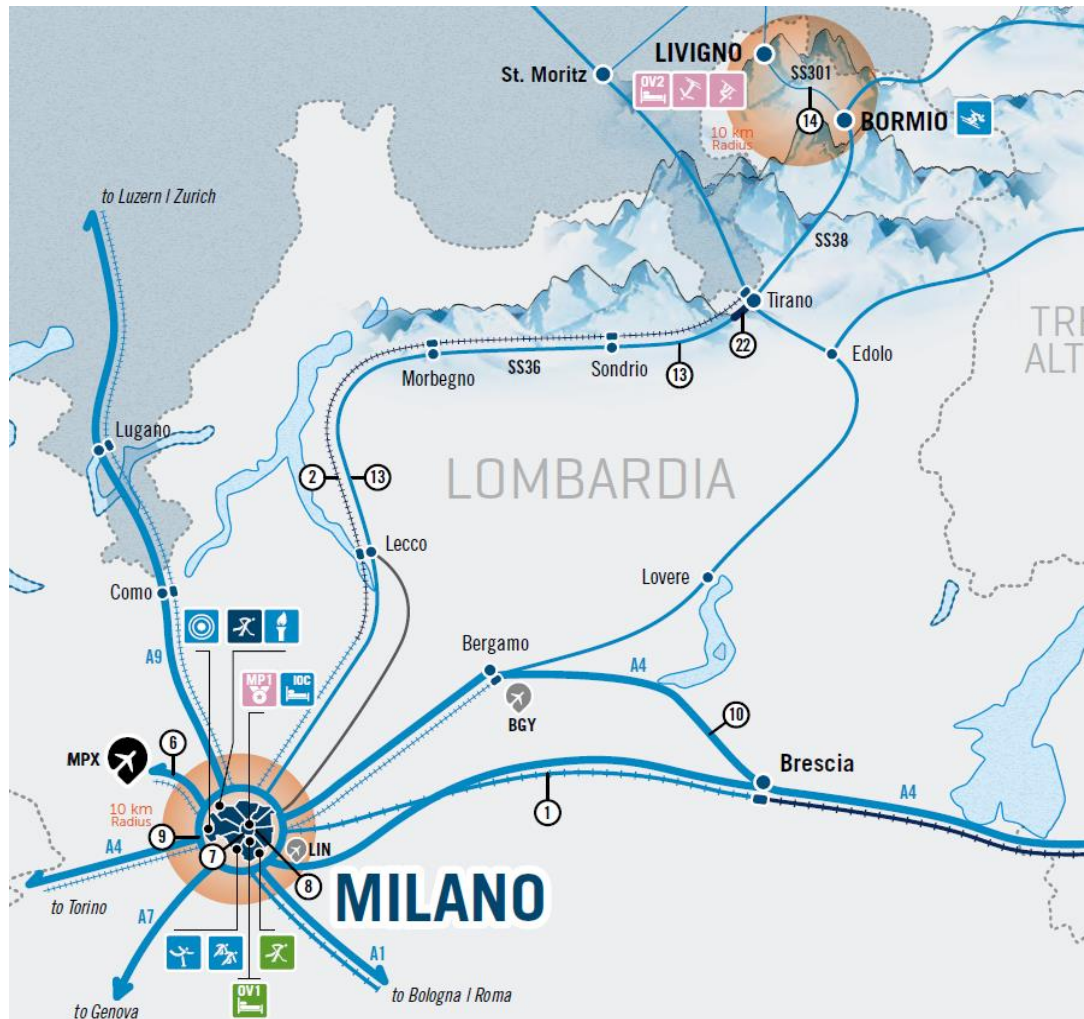 LIVIGNO
St. Moritz
OV2
SS301
14
BORMIO
10 km
Radius
to Luzern | Zurich
SS38
Tirano
22
TRE
ALT
Edolo
Morbegno
SS36
Sondrio
13
Lugano
2
13
LOMBARDIA
Lecco
Como
Lovere
A9
MP1
IOC
Bergamo
A4
BGY
10
MPX
6
Brescia
10 km
Radius
1
A4
9
7
LIN
A4
8
MILANO
to Torino
A7
A1
OV1
to Bologna | Roma
to Genova